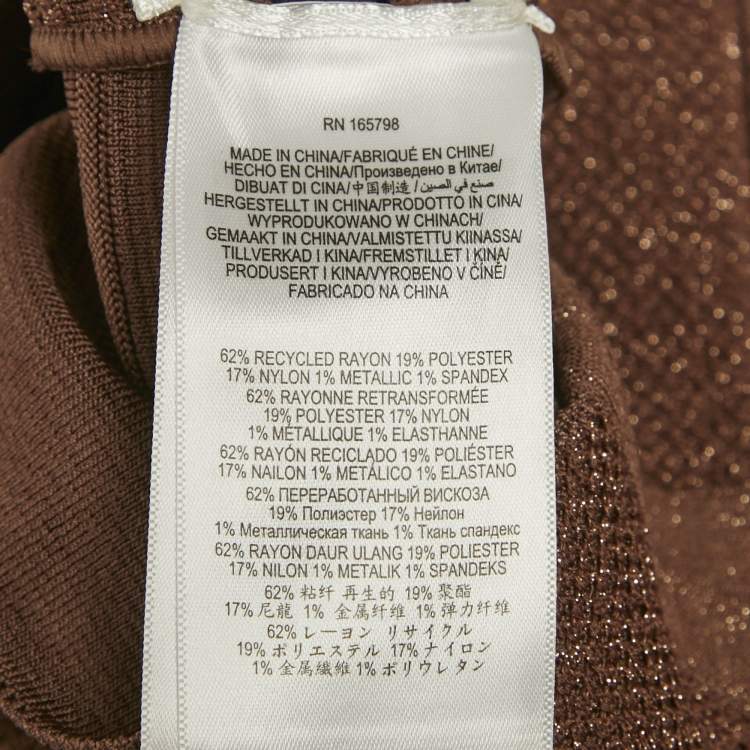 RN 165798
MADE IN CHINA/FABRIQUÉ EN CHINE/
HECHO EN CHINA/Произведено в Китае/
DIBUAT DI CINA/中国制造/صنع في الصين/
HERGESTELLT IN CHINA/PRODOTTO IN CINA/
WYPRODUKOWANO W CHINACH/
GEMAAKT IN CHINA/VALMISTETTU KIINASSA/
TILLVERKAD I KINA/FREMSTILLET I KINA/
PRODUSERT I KINA/VYROBENO V ČÍNĚ/
FABRICADO NA CHINA
62% RECYCLED RAYON 19% POLYESTER
17% NYLON 1% METALLIC 1% SPANDEX
62% RAYONNE RETRANSFORMÉE
19% POLYESTER 17% NYLON
1% MÉTALLIQUE 1% ELASTHANNE
62% RAYÓN RECICLADO 19% POLIÉSTER
17% NAILON 1% METÁLICO 1% ELASTANO
62% ПЕРЕРАБОТАННЫЙ ВИСКОЗА
19% Полиэстер 17% Нейлон
1% Металлическая ткань 1% Ткань спандекс
62% RAYON DAUR ULANG 19% POLIESTER
17% NILON 1% METALIK 1% SPANDEKS
62% 粘纤 再生的 19% 聚酯
17% 尼龍 1% 金属纤维 1% 弹力纤维
62% レーヨン リサイクル
19% ポリエステル 17% ナイロン
1% 金属繊維 1% ポリウレタン